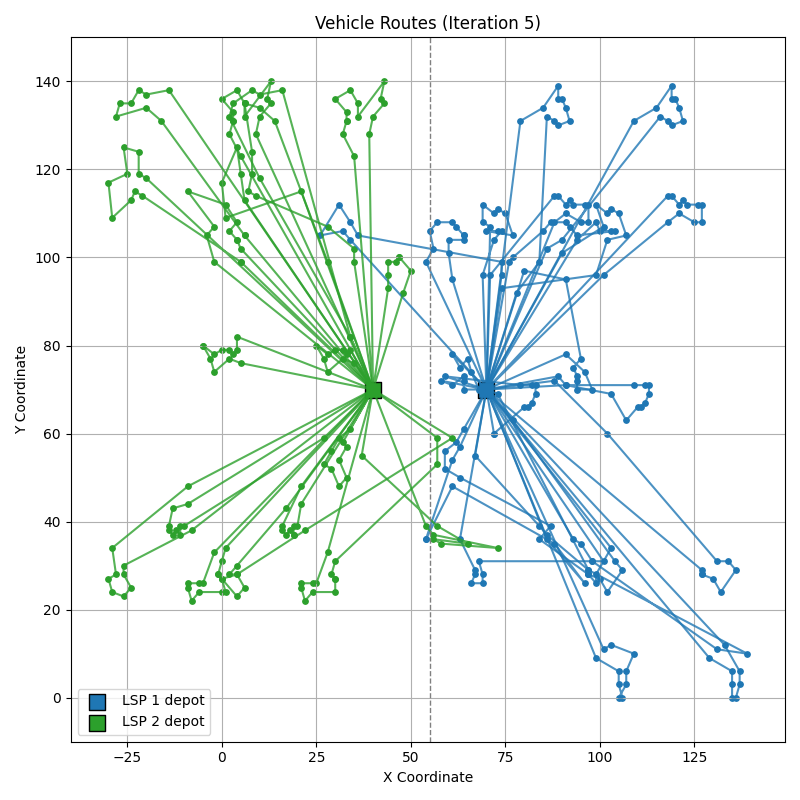 Vehicle Routes (Iteration 5)
140
120
100
80
60
40
20
0
Y Coordinate
LSP 1 depot
LSP 2 depot
−25 0 25 50 75 100 125
X Coordinate